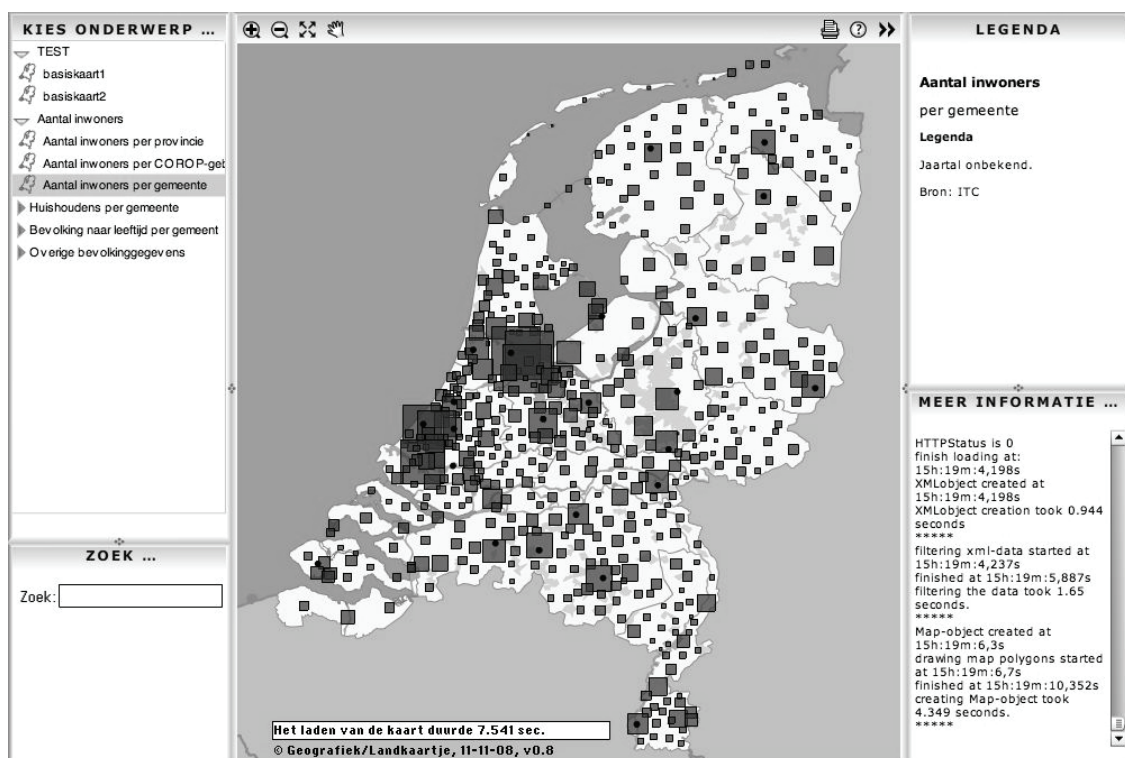 KIES ONDERWERP ...
TEST
basiskaart1
basiskaart2
Aantal inwoners
Aantal inwoners per provincie
Aantal inwoners per COROP-geb
Aantal inwoners per gemeente
Huishoudens per gemeente
Bevolking naar leeftijd per gemeent
Overige bevolkinggegevens
ZOEK ...
Zoek:
Het laden van de kaart duurde 7.541 sec.
© Geografiek/Landkaartje, 11-11-08, v0.8
LEGENDA
Aantal inwoners
per gemeente
Legenda
Jaartal onbekend.
Bron: ITC
MEER INFORMATIE ...
HTTPStatus is 0
finish loading at:
15h:19m:4,198s
XMLobject created at
15h:19m:4,198s
XMLobject creation took 0.944
seconds
*****
filtering xml-data started at
15h:19m:4,237s
finished at 15h:19m:5,887s
filtering the data took 1.65
seconds.
*****
Map-object created at
15h:19m:6,3s
drawing map polygons started
at 15h:19m:6,7s
finished at 15h:19m:10,352s
creating Map-object took
4.349 seconds.
*****